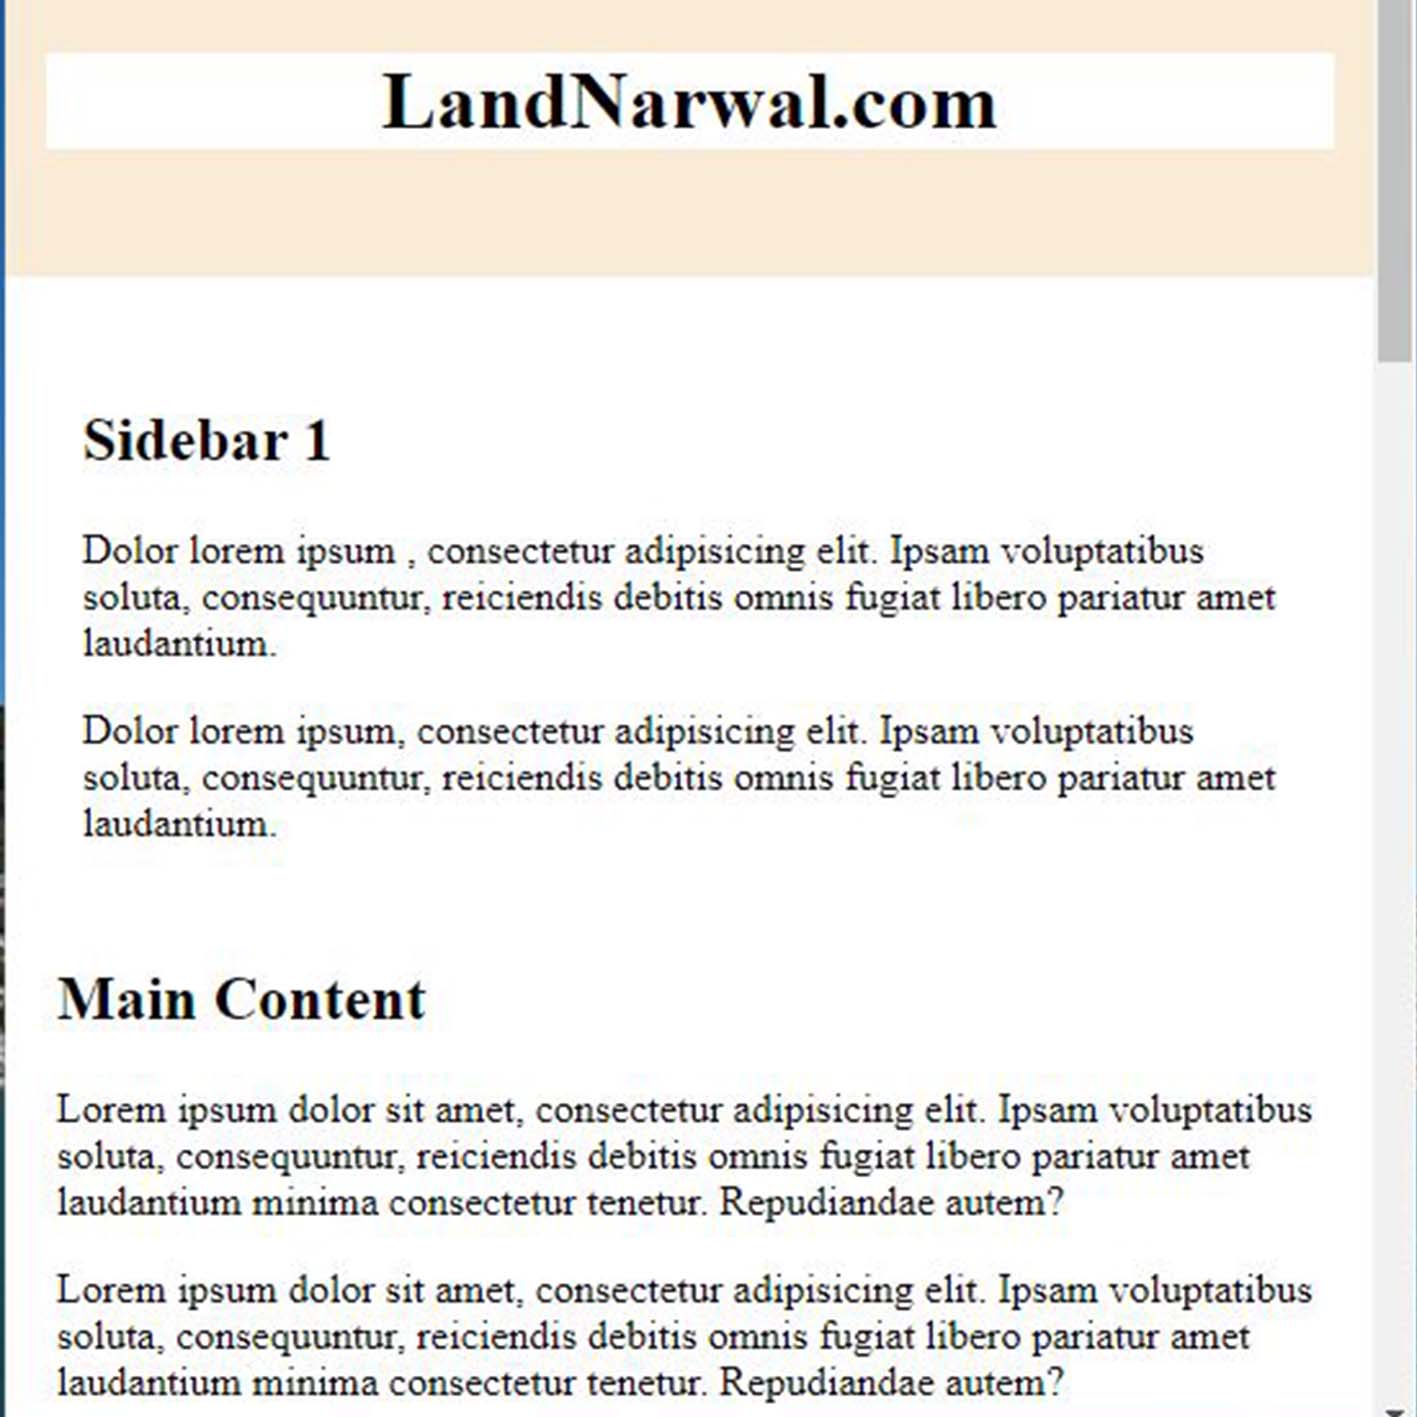 LandNarwal.com
Sidebar 1
Dolor lorem ipsum , consectetur adipisicing elit. Ipsam voluptatibus
soluta, consequuntur, reiciendis debitis omnis fugiat libero pariatur amet
laudantium.
Dolor lorem ipsum, consectetur adipisicing elit. Ipsam voluptatibus
soluta, consequuntur, reiciendis debitis omnis fugiat libero pariatur amet
laudantium.
Main Content
Lorem ipsum dolor sit amet, consectetur adipisicing elit. Ipsam voluptatibus
soluta, consequuntur, reiciendis debitis omnis fugiat libero pariatur amet
laudantium minima consectetur tenetur. Repudiandae autem?
Lorem ipsum dolor sit amet, consectetur adipisicing elit. Ipsam voluptatibus
soluta, consequuntur, reiciendis debitis omnis fugiat libero pariatur amet
laudantium minima consectetur tenetur. Repudiandae autem?